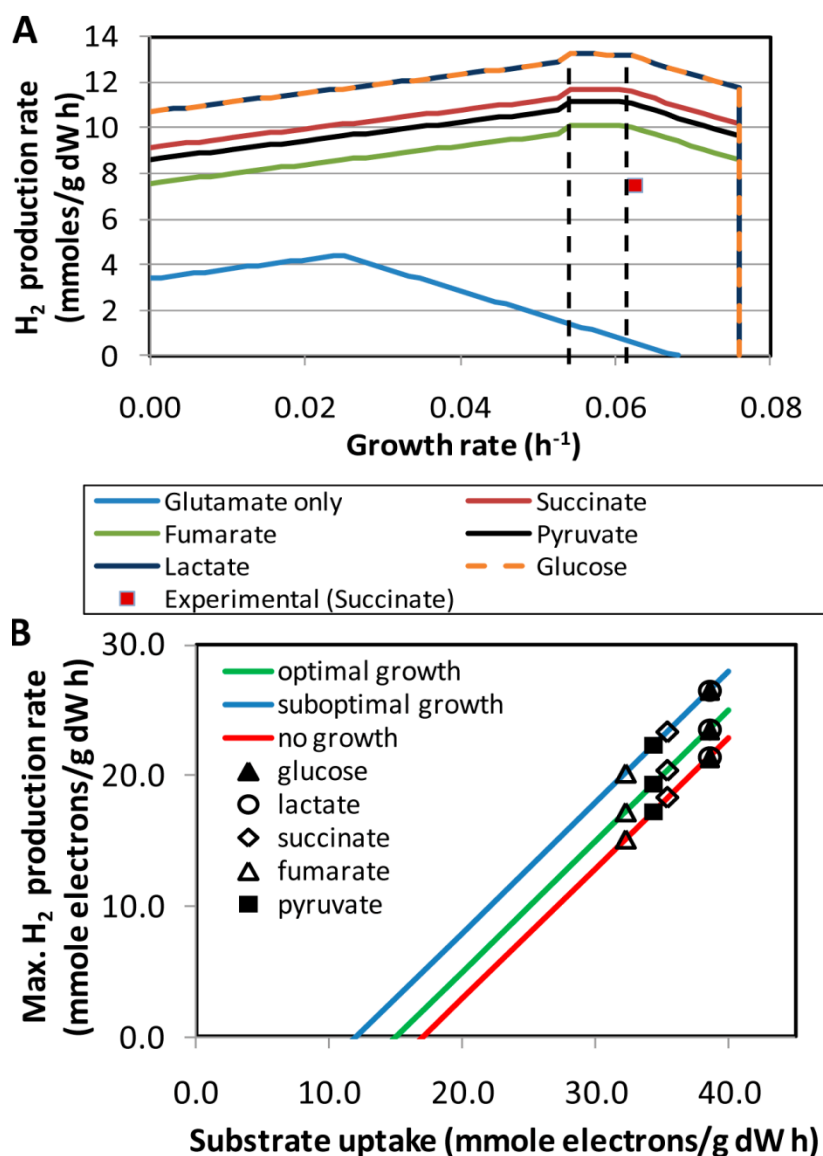 A
H2 production rate
(mmoles/g dW h)
14
12
10
8
6
4
2
0
0.00 0.02 0.04 0.06 0.08
Growth rate (h-1)
Glutamate only Succinate
Fumarate Pyruvate
Lactate Glucose
Experimental (Succinate)
B
Max. H2 production rate
(mmole electrons/g dW h)
30.0
20.0
10.0
0.0
optimal growth
suboptimal growth
no growth
glucose
lactate
succinate
fumarate
pyruvate
0.0 10.0 20.0 30.0 40.0
Substrate uptake (mmole electrons/g dW h)